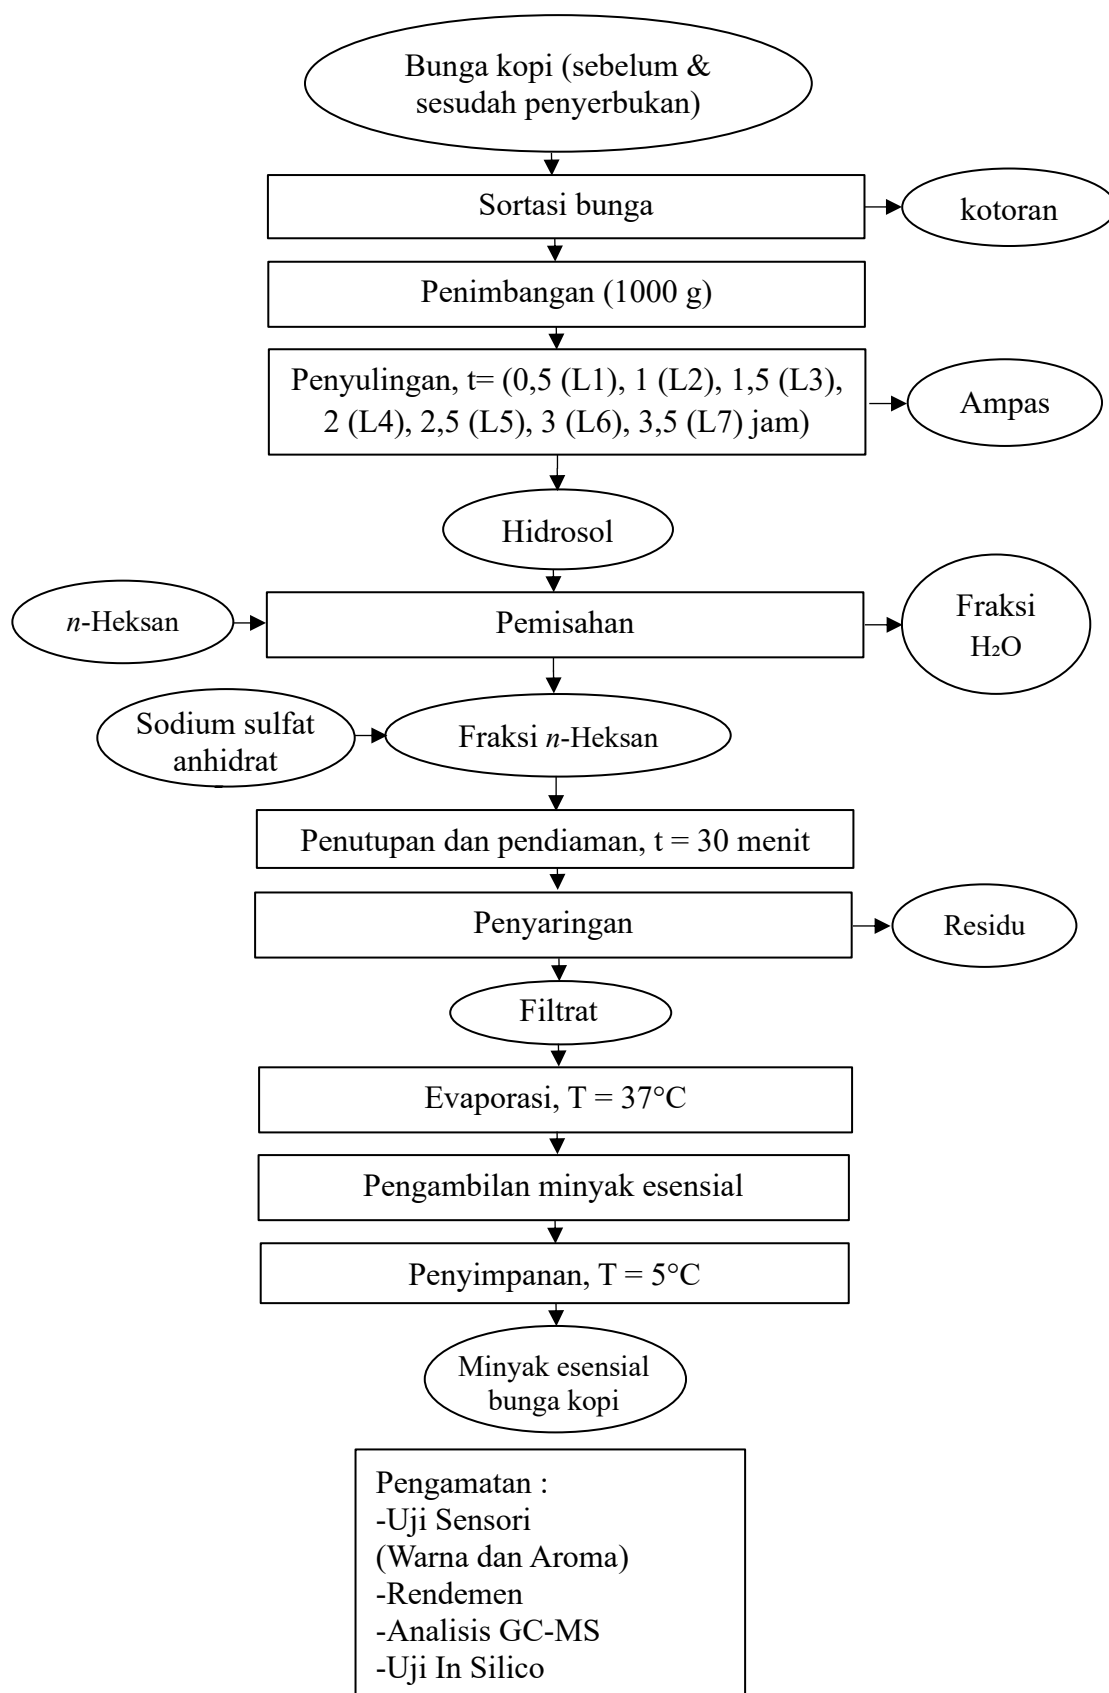 Bunga kopi (sebelum &
sesudah penyerbukan)
Sortasi bunga
kotoran
Penimbangan (1000 g)
Penyulingan, t= (0,5 (L1), 1 (L2), 1,5 (L3),
2 (L4), 2,5 (L5), 3 (L6), 3,5 (L7) jam)
Ampas
Hidrosol
n-Heksan
Pemisahan
Fraksi
H₂O
Sodium sulfat
anhidrat
Fraksi n-Heksan
Penutupan dan pendiaman, t = 30 menit
Penyaringan
Residu
Filtrat
Evaporasi, T = 37°C
Pengambilan minyak esensial
Penyimpanan, T = 5°C
Minyak esensial
bunga kopi
Pengamatan :
-Uji Sensori
(Warna dan Aroma)
-Rendemen
-Analisis GC-MS
-Uji In Silico